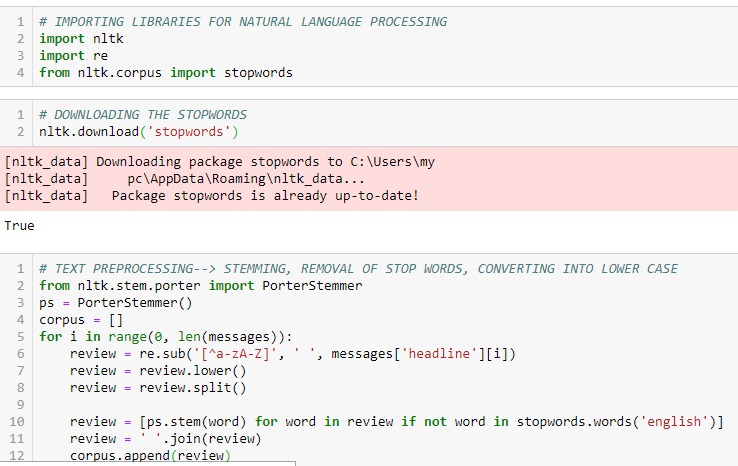 1 # IMPORTING LIBRARIES FOR NATURAL LANGUAGE PROCESSING
2 import nltk
3 import re
4 from nltk.corpus import stopwords
1 # DOWNLOADING THE STOPWORDS
2 nltk.download('stopwords')
[nltk_data] Downloading package stopwords to C:\Users\my
[nltk_data]     pc\AppData\Roaming\nltk_data...
[nltk_data]   Package stopwords is already up-to-date!
True
1 # TEXT PREPROCESSING--> STEMMING, REMOVAL OF STOP WORDS, CONVERTING INTO LOWER CASE
2 from nltk.stem.porter import PorterStemmer
3 ps = PorterStemmer()
4 corpus = []
5 for i in range(0, len(messages)):
6     review = re.sub('[^a-zA-Z]', ' ', messages['headline'][i])
7     review = review.lower()
8     review = review.split()
9
10     review = [ps.stem(word) for word in review if not word in stopwords.words('english')]
11     review = ' '.join(review)
12     corpus.append(review)